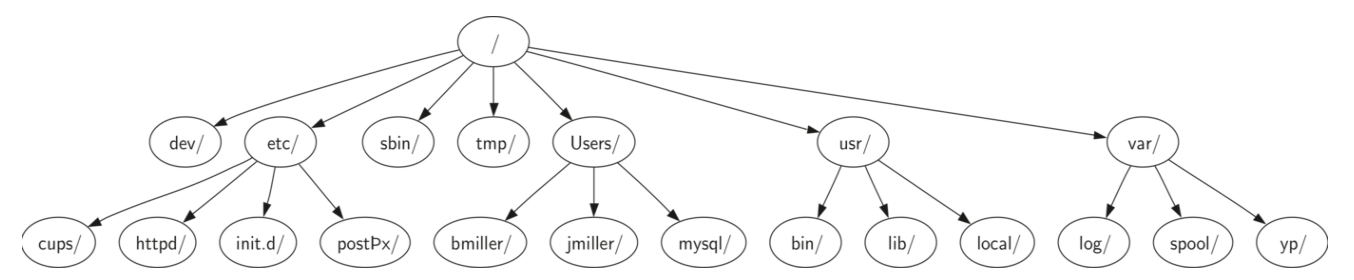 /
dev/ etc/ sbin/ tmp/ Users/ usr/ var/
cups/ httpd/ init.d/ postÞx/ bmiller/ jmiller/ mysql/ bin/ lib/ local/ log/ spool/ yp/